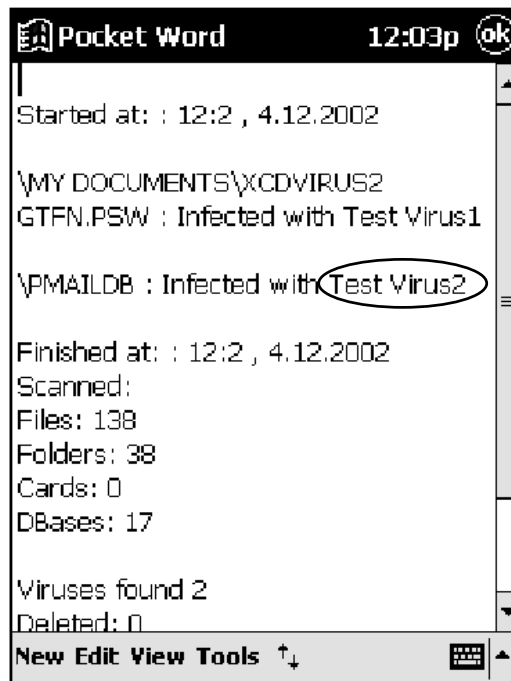 Pocket Word 12:03p ok
Started at: : 12:2 , 4.12.2002
\MY DOCUMENTS\XCDVIRUS2
GTFN.PSW : Infected with Test Virus1
\PMAILDB : Infected with Test Virus2
Finished at: : 12:2 , 4.12.2002
Scanned:
Files: 138
Folders: 38
Cards: 0
DBases: 17
Viruses found 2
Deleted: 0
New Edit View Tools